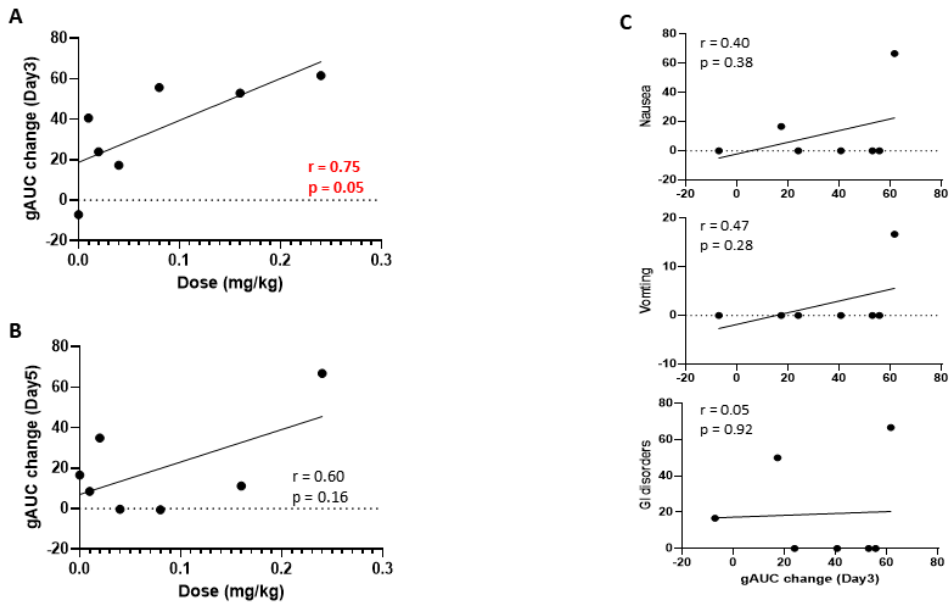 A
gAUC change (Day3)
80
60
40
20
0
-20
r = 0.75
p = 0.05
0.0 0.1 0.2 0.3
Dose (mg/kg)
B
gAUC change (Day5)
80
60
40
20
0
-20
r = 0.60
p = 0.16
0.0 0.1 0.2 0.3
Dose (mg/kg)
C
Nausea
80
60
40
20
0
-20
r = 0.40
p = 0.38
-20 0 20 40 60 80
Vomting
20
10
0
-10
r = 0.47
p = 0.28
-20 0 20 40 60 80
GI disorders
80
60
40
20
0
r = 0.05
p = 0.92
-20 0 20 40 60 80
gAUC change (Day3)